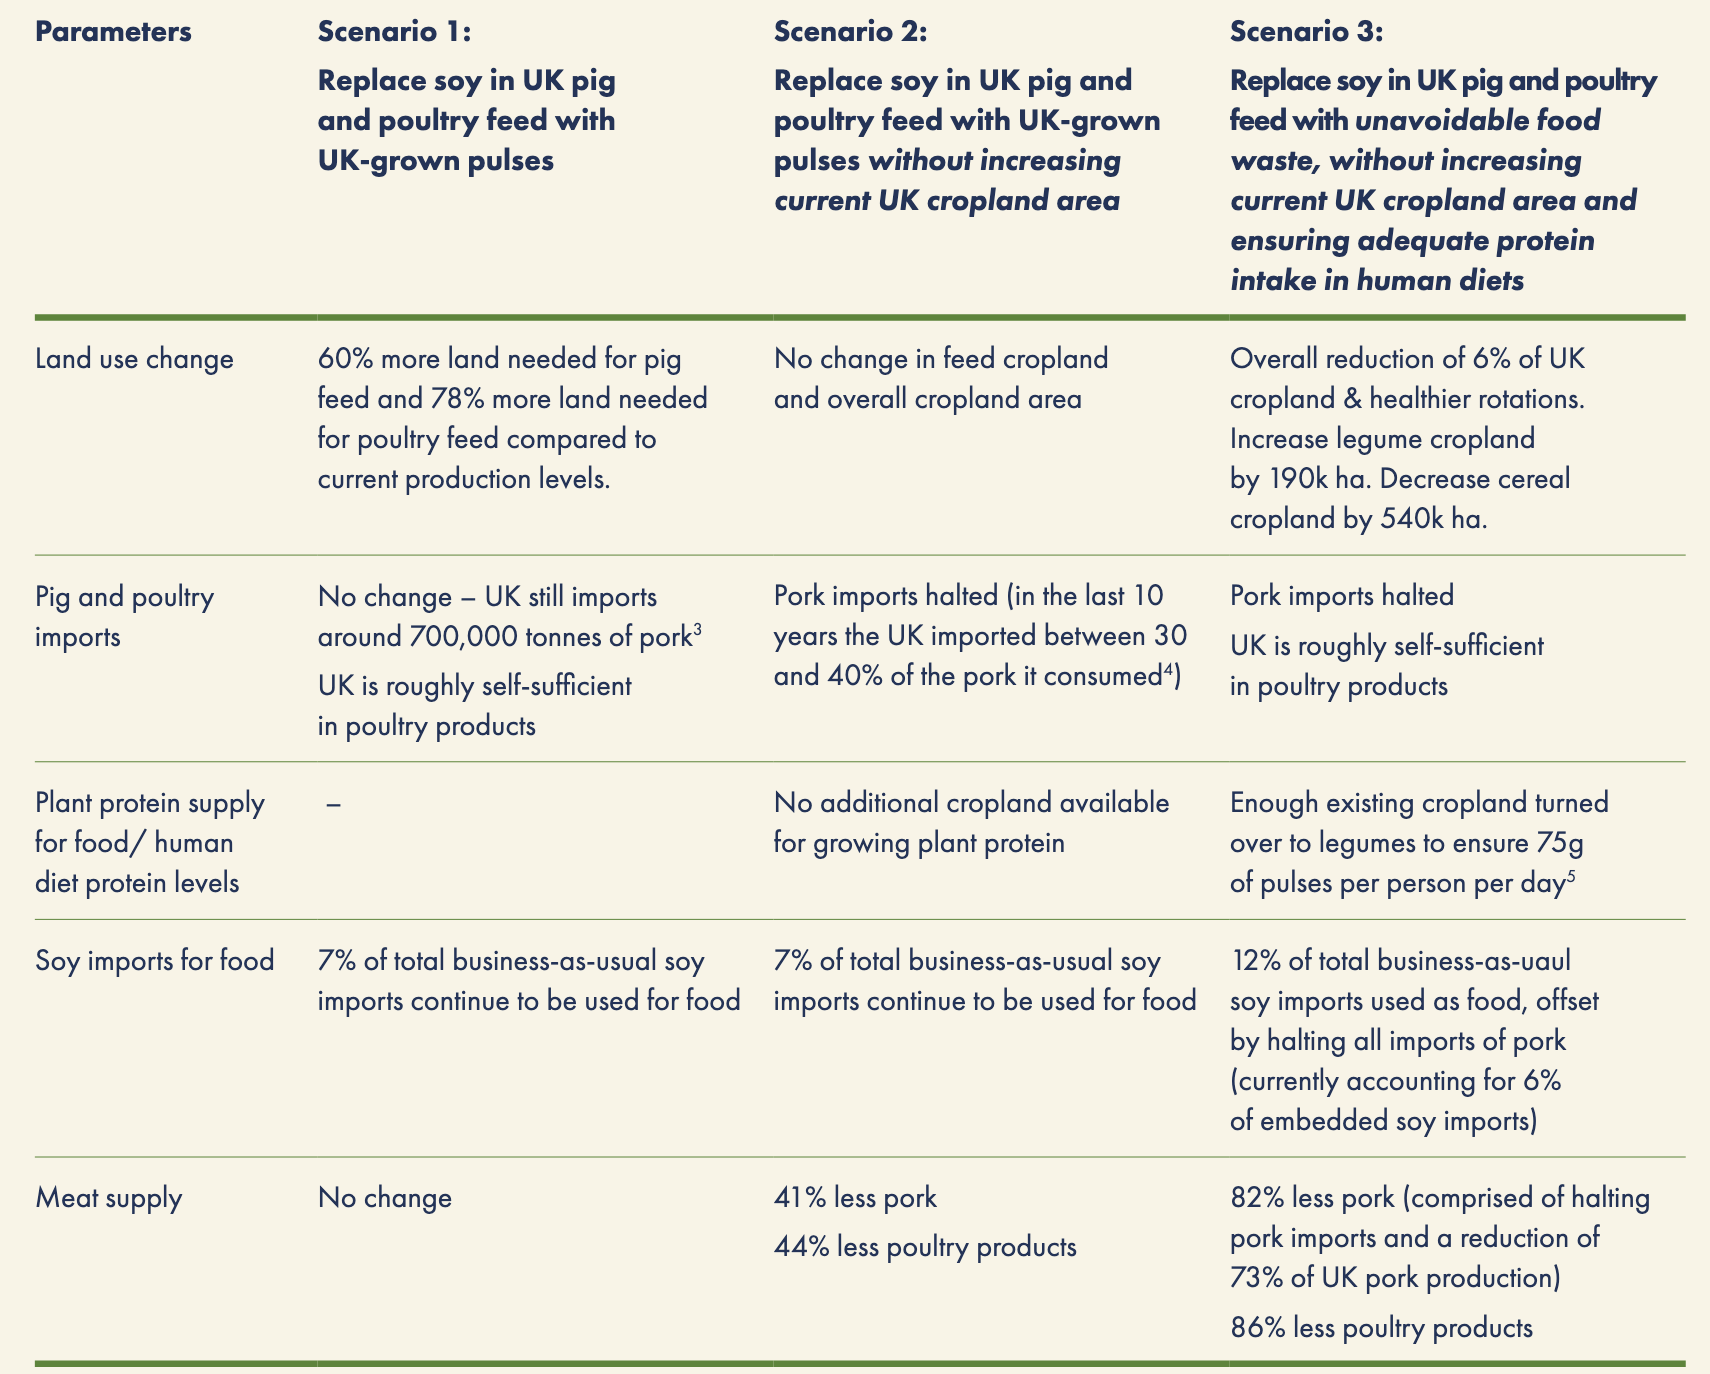 Parameters
Scenario 1:
Replace soy in UK pig
and poultry feed with
UK-grown pulses
Scenario 2:
Replace soy in UK pig and
poultry feed with UK-grown
pulses without increasing
current UK cropland area
Scenario 3:
Replace soy in UK pig and poultry
feed with unavoidable food
waste, without increasing
current UK cropland area and
ensuring adequate protein
intake in human diets
Land use change
60% more land needed for pig
feed and 78% more land needed
for poultry feed compared to
current production levels.
No change in feed cropland
and overall cropland area
Overall reduction of 6% of UK
cropland & healthier rotations.
Increase legume cropland
by 190k ha. Decrease cereal
cropland by 540k ha.
Pig and poultry
imports
No change – UK still imports
around 700,000 tonnes of pork³
UK is roughly self-sufficient
in poultry products
Pork imports halted (in the last 10
years the UK imported between 30
and 40% of the pork it consumed⁴)
Pork imports halted
UK is roughly self-sufficient
in poultry products
Plant protein supply
for food/ human
diet protein levels
–
No additional cropland available
for growing plant protein
Enough existing cropland turned
over to legumes to ensure 75g
of pulses per person per day⁵
Soy imports for food
7% of total business-as-usual soy
imports continue to be used for food
7% of total business-as-usual soy
imports continue to be used for food
12% of total business-as-uaul
soy imports used as food, offset
by halting all imports of pork
(currently accounting for 6%
of embedded soy imports)
Meat supply
No change
41% less pork
44% less poultry products
82% less pork (comprised of halting
pork imports and a reduction of
73% of UK pork production)
86% less poultry products